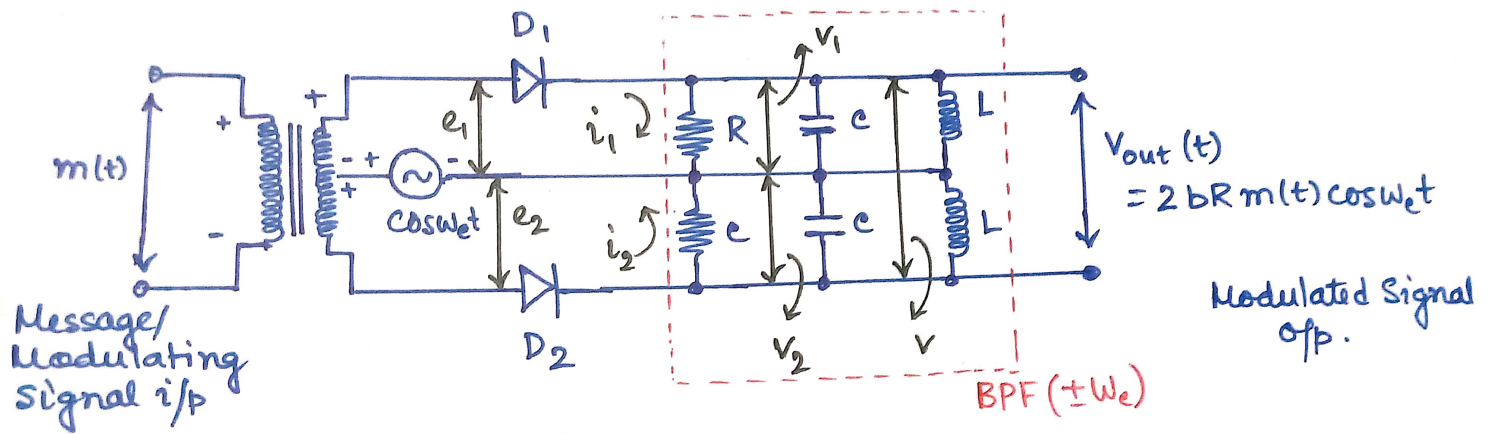 D1
v1
+
+
e1
i1
R
c
L
m(t)
- +
-
+
~
Vout (t)
= 2 bR m(t) cosωct
cosωct
e2
i2
c
c
L
-
Message/
Modulating
Signal i/p
D2
v2
v
Modulated Signal
o/p.
BPF (±ωc)